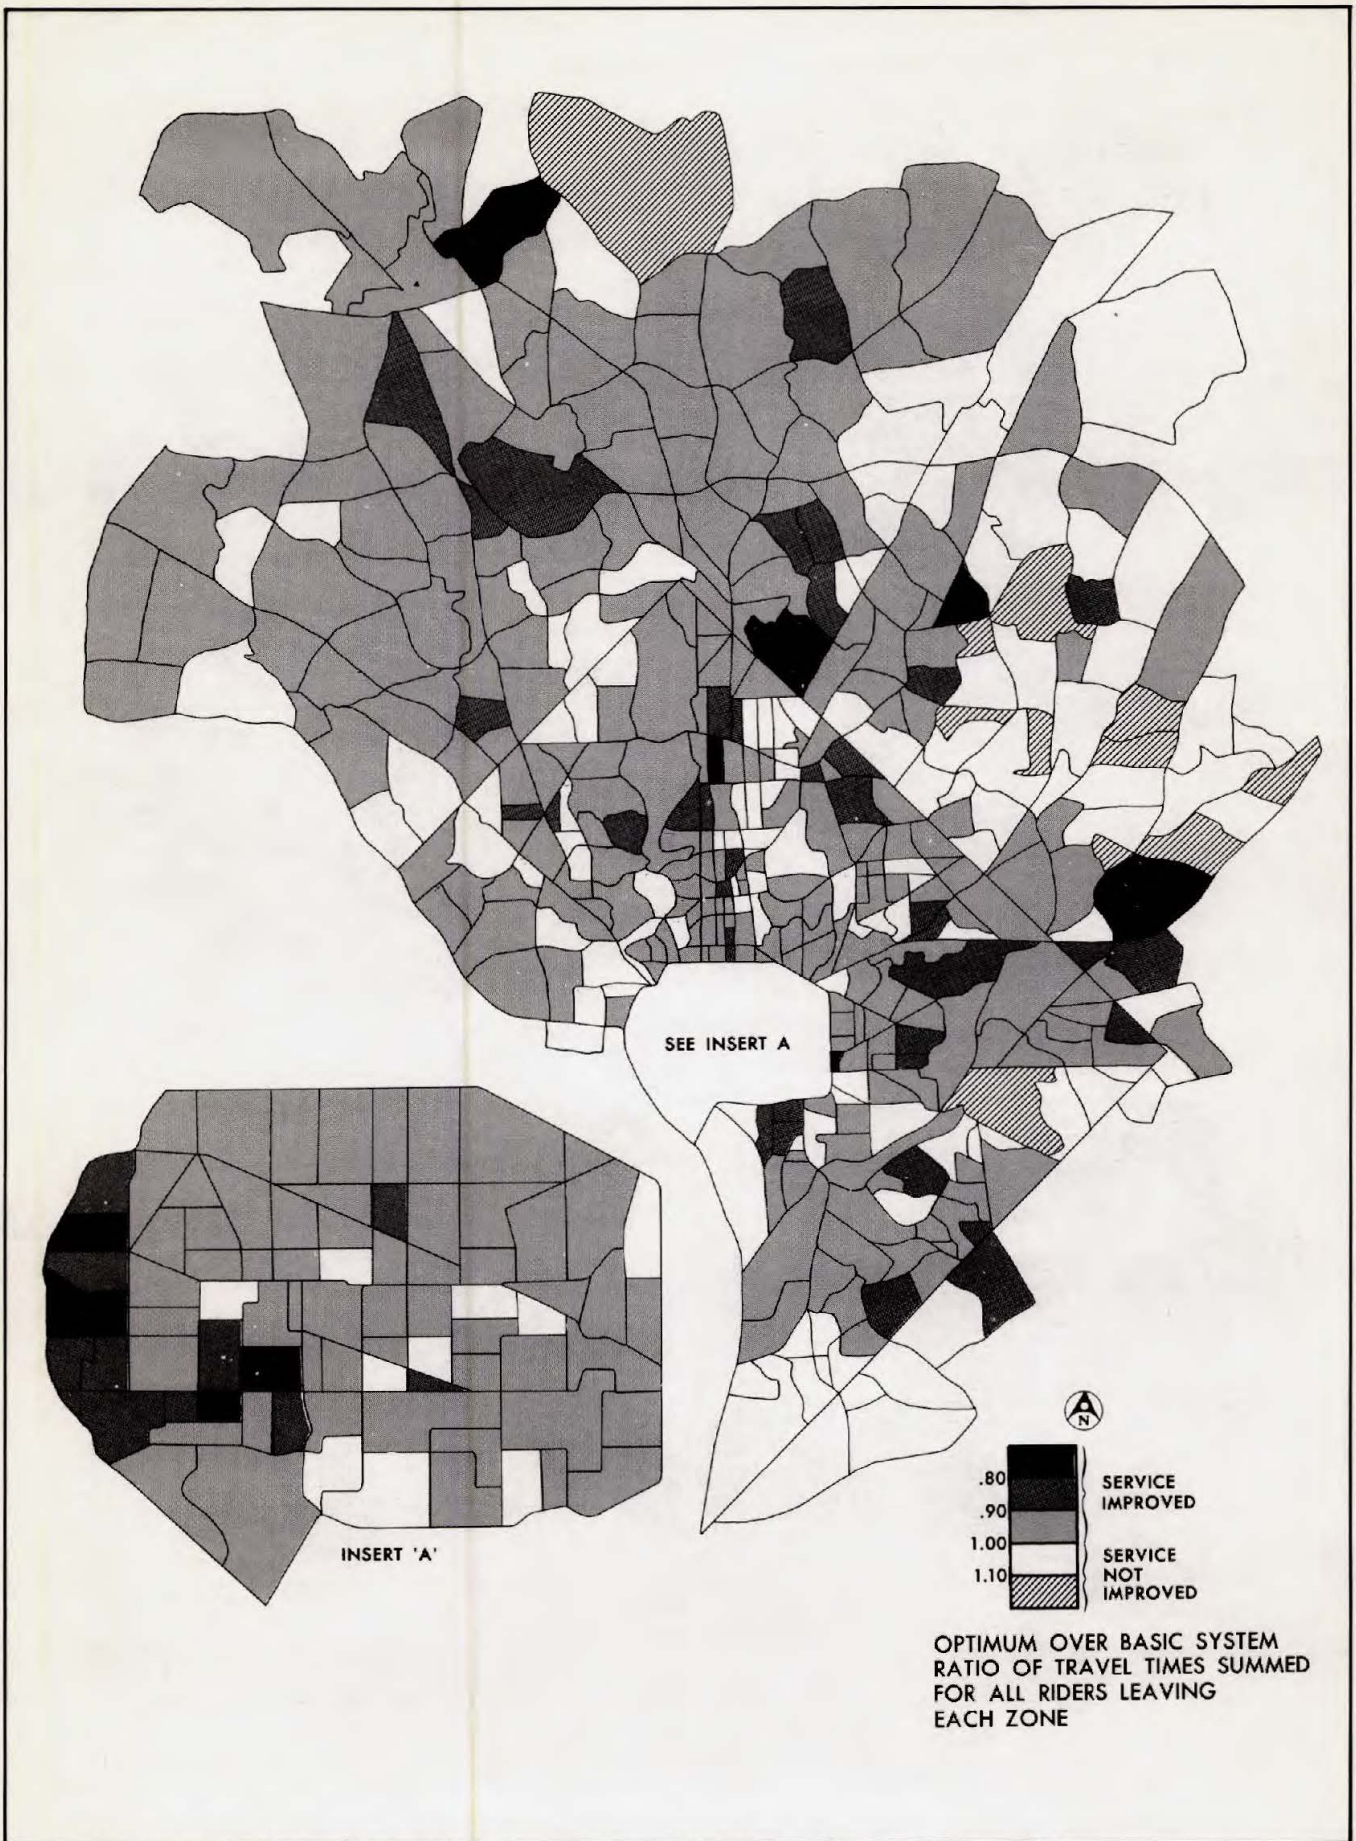 SEE INSERT A
INSERT 'A'
N
.80
.90
1.00
1.10
SERVICE
IMPROVED
SERVICE
NOT
IMPROVED
OPTIMUM OVER BASIC SYSTEM
RATIO OF TRAVEL TIMES SUMMED
FOR ALL RIDERS LEAVING
EACH ZONE